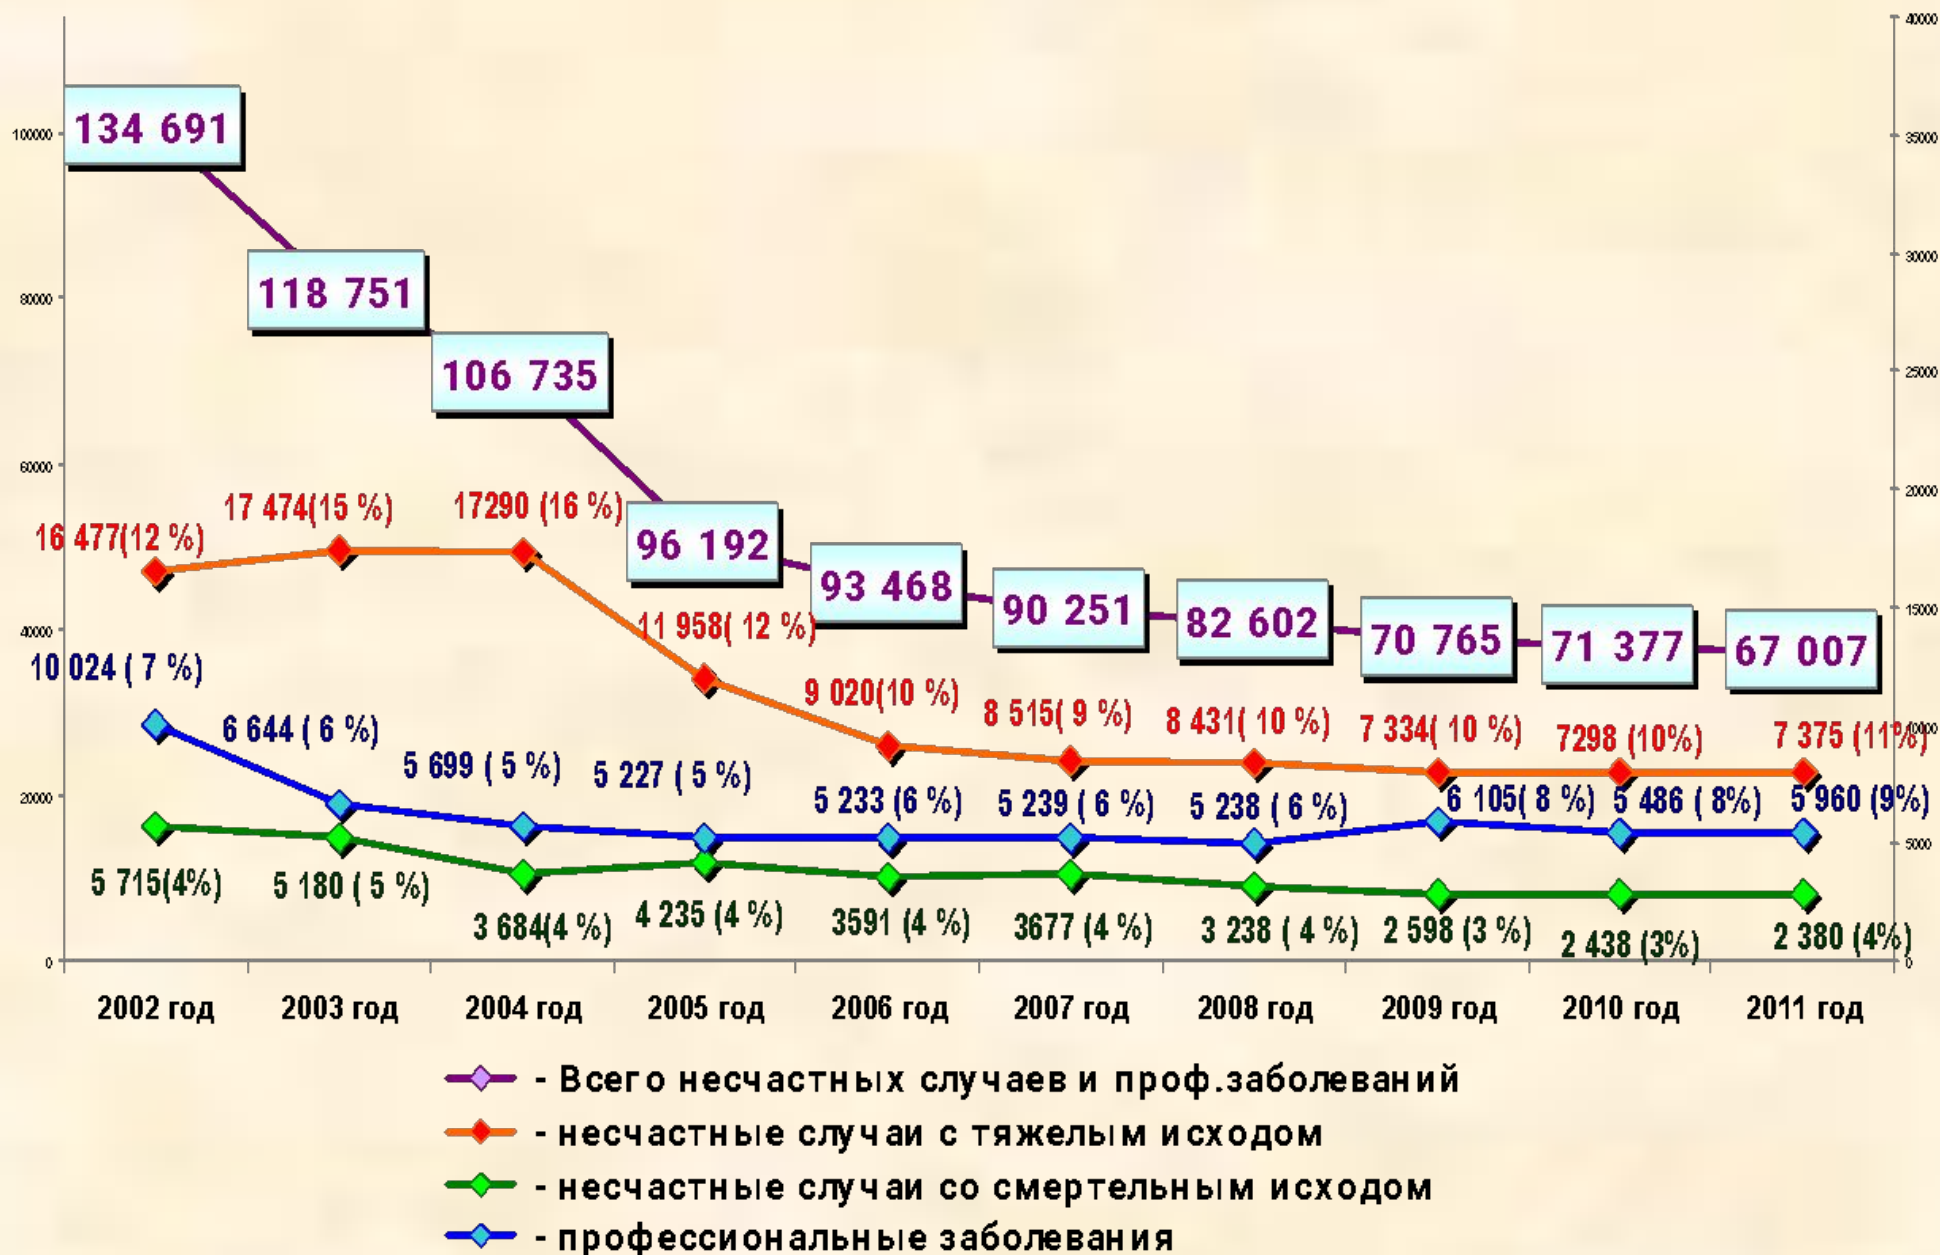 40000
134 691
100000
35000
118 751
30000
80000
106 735
25000
60000
20000
16 477(12 %)
17 474(15 %)
17290 (16 %)
96 192
93 468
90 251
82 602
70 765
71 377
67 007
15000
40000
11 958( 12 %)
10 024 ( 7 %)
9 020(10 %)
8 515( 9 %)
8 431( 10 %)
7 334( 10 %)
7298 (10%)
7 375 (11%)
10000
6 644 ( 6 %)
5 699 ( 5 %)
5 227 ( 5 %)
5 233 (6 %)
5 239 ( 6 %)
5 238 ( 6 %)
6 105( 8 %)
5 486 ( 8%)
5 960 (9%)
20000
5000
5 715(4%)
5 180 ( 5 %)
3 684(4 %)
4 235 (4 %)
3591 (4 %)
3677 (4 %)
3 238 ( 4 %)
2 598 (3 %)
2 438 (3%)
2 380 (4%)
0
0
2002 год 2003 год 2004 год 2005 год 2006 год 2007 год 2008 год 2009 год 2010 год 2011 год
- Всего несчастных случаев и проф.заболеваний
- несчастные случаи с тяжелым исходом
- несчастные случаи со смертельным исходом
- профессиональные заболевания